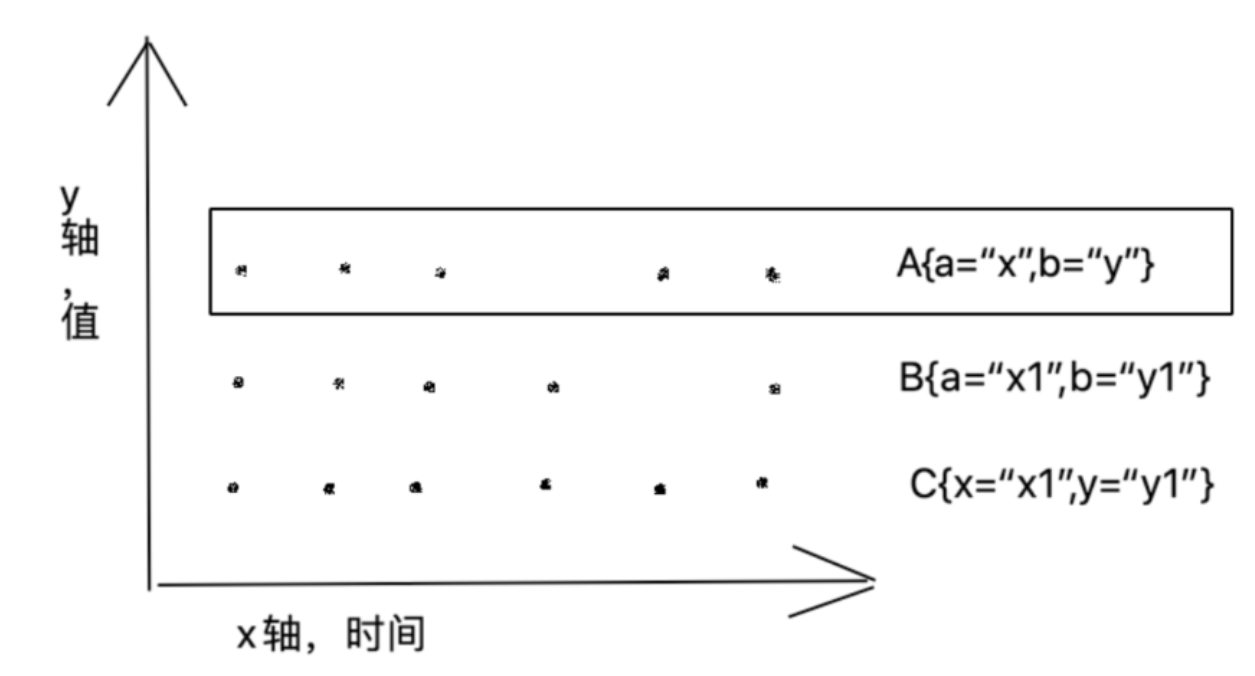 y
轴
，
值
A{a=“x”,b=“y”}
B{a=“x1”,b=“y1”}
C{x=“x1”,y=“y1”}
x轴，时间